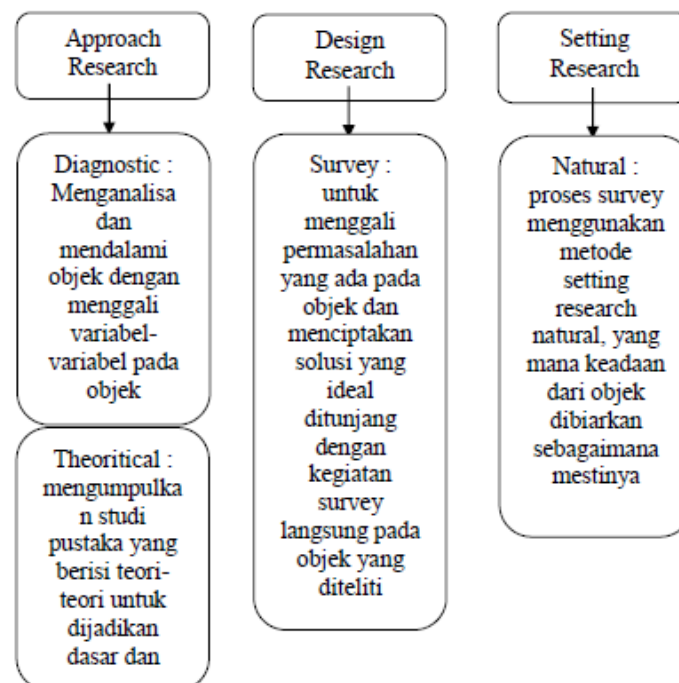 Approach
Research
Diagnostic :
Menganalisa
dan
mendalami
objek dengan
menggali
variabel-
variabel pada
objek
Theoritical :
mengumpulka
n studi
pustaka yang
berisi teori-
teori untuk
dijadikan
dasar dan
Design
Research
Survey :
untuk
menggali
permasalahan
yang ada pada
objek dan
menciptakan
solusi yang
ideal
ditunjang
dengan
kegiatan
survey
langsung pada
objek yang
diteliti
Setting
Research
Natural :
proses survey
menggunakan
metode
setting
research
natural, yang
mana keadaan
dari objek
dibiarkan
sebagaimana
mestinya